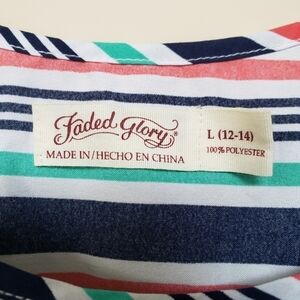 Faded Glory®
MADE IN/HECHO EN CHINA
L (12-14)
100% POLYESTER